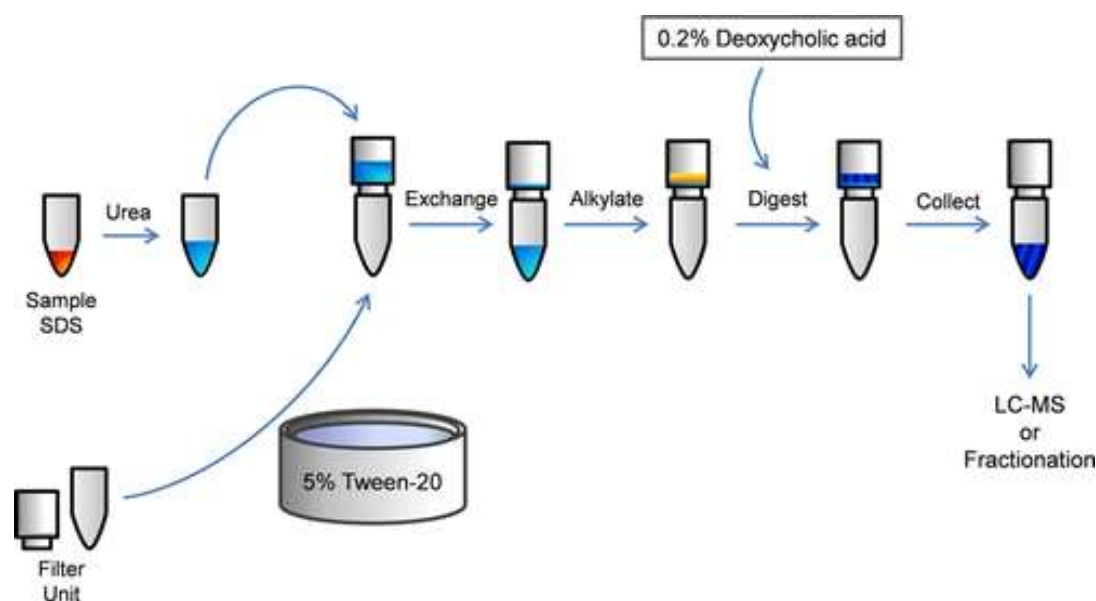 0.2% Deoxycholic acid
Urea
Exchange
Alkylate
Digest
Collect
Sample
SDS
5% Tween-20
LC-MS
or
Fractionation
Filter
Unit